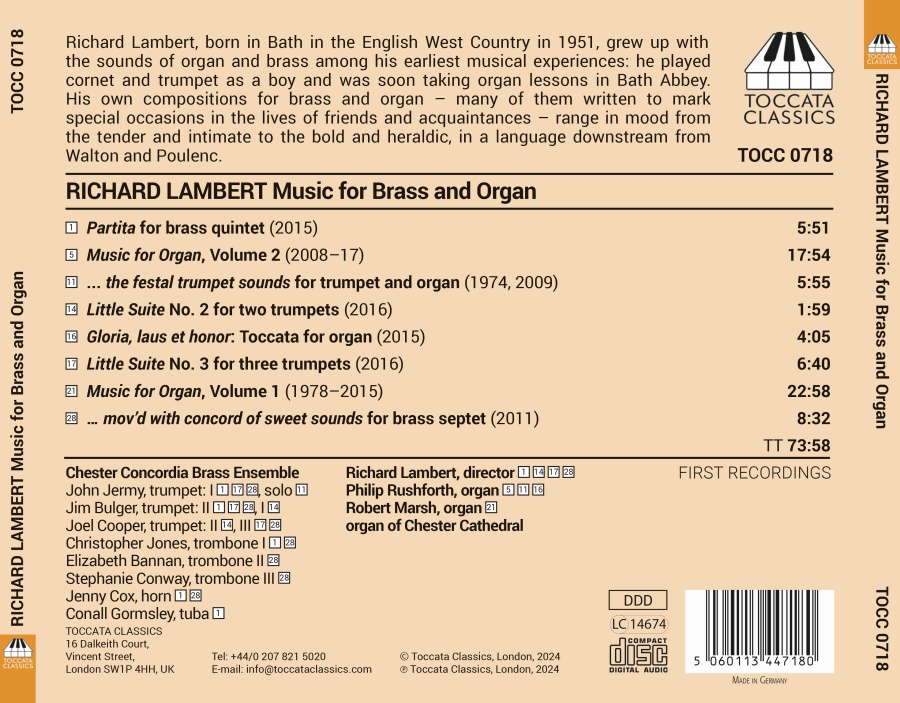 TOCC 0718
RICHARD LAMBERT Music for Brass and Organ
TOCCATA
CLASSICS
Richard Lambert, born in Bath in the English West Country in 1951, grew up with
the sounds of organ and brass among his earliest musical experiences: he played
cornet and trumpet as a boy and was soon taking organ lessons in Bath Abbey.
His own compositions for brass and organ – many of them written to mark
special occasions in the lives of friends and acquaintances – range in mood from
the tender and intimate to the bold and heraldic, in a language downstream from
Walton and Poulenc.
TOCCATA
CLASSICS
TOCC 0718
RICHARD LAMBERT Music for Brass and Organ
1 Partita for brass quintet (2015) 5:51
5 Music for Organ, Volume 2 (2008–17) 17:54
11 ... the festal trumpet sounds for trumpet and organ (1974, 2009) 5:55
14 Little Suite No. 2 for two trumpets (2016) 1:59
16 Gloria, laus et honor: Toccata for organ (2015) 4:05
17 Little Suite No. 3 for three trumpets (2016) 6:40
21 Music for Organ, Volume 1 (1978–2015) 22:58
28 … mov'd with concord of sweet sounds for brass septet (2011) 8:32
TT 73:58
FIRST RECORDINGS
Chester Concordia Brass Ensemble
John Jermy, trumpet: I 1 17 28, solo 11
Jim Bulger, trumpet: II 1 17 28, I 14
Joel Cooper, trumpet: II 14, III 17 28
Christopher Jones, trombone I 1 28
Elizabeth Bannan, trombone II 28
Stephanie Conway, trombone III 28
Jenny Cox, horn 1 28
Conall Gormsley, tuba 1
Richard Lambert, director 1 14 17 28
Philip Rushforth, organ 5 11 16
Robert Marsh, organ 21
organ of Chester Cathedral
TOCCATA CLASSICS
16 Dalkeith Court,
Vincent Street,
London SW1P 4HH, UK
Tel: +44/0 207 821 5020
E-mail: info@toccataclassics.com
© Toccata Classics, London, 2024
℗ Toccata Classics, London, 2024
DDD
LC 14674
COMPACT
disc
DIGITAL AUDIO
5 060113 447180
Made in Germany
TOCCATA
CLASSICS
RICHARD LAMBERT Music for Brass and Organ
TOCC 0718